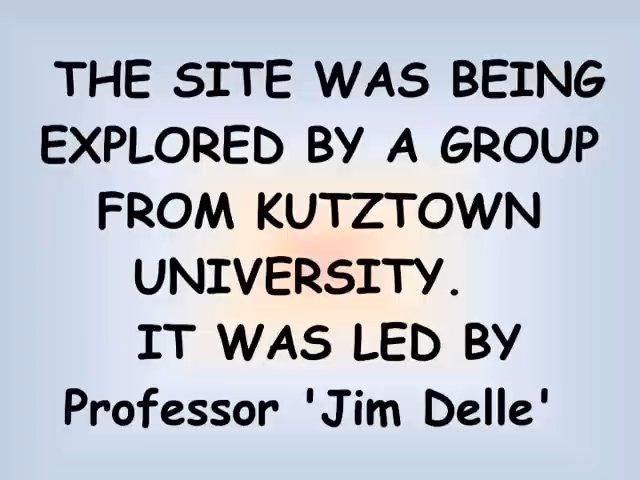 THE SITE WAS BEING
EXPLORED BY A GROUP
FROM KUTZTOWN
UNIVERSITY.
IT WAS LED BY
Professor 'Jim Delle'